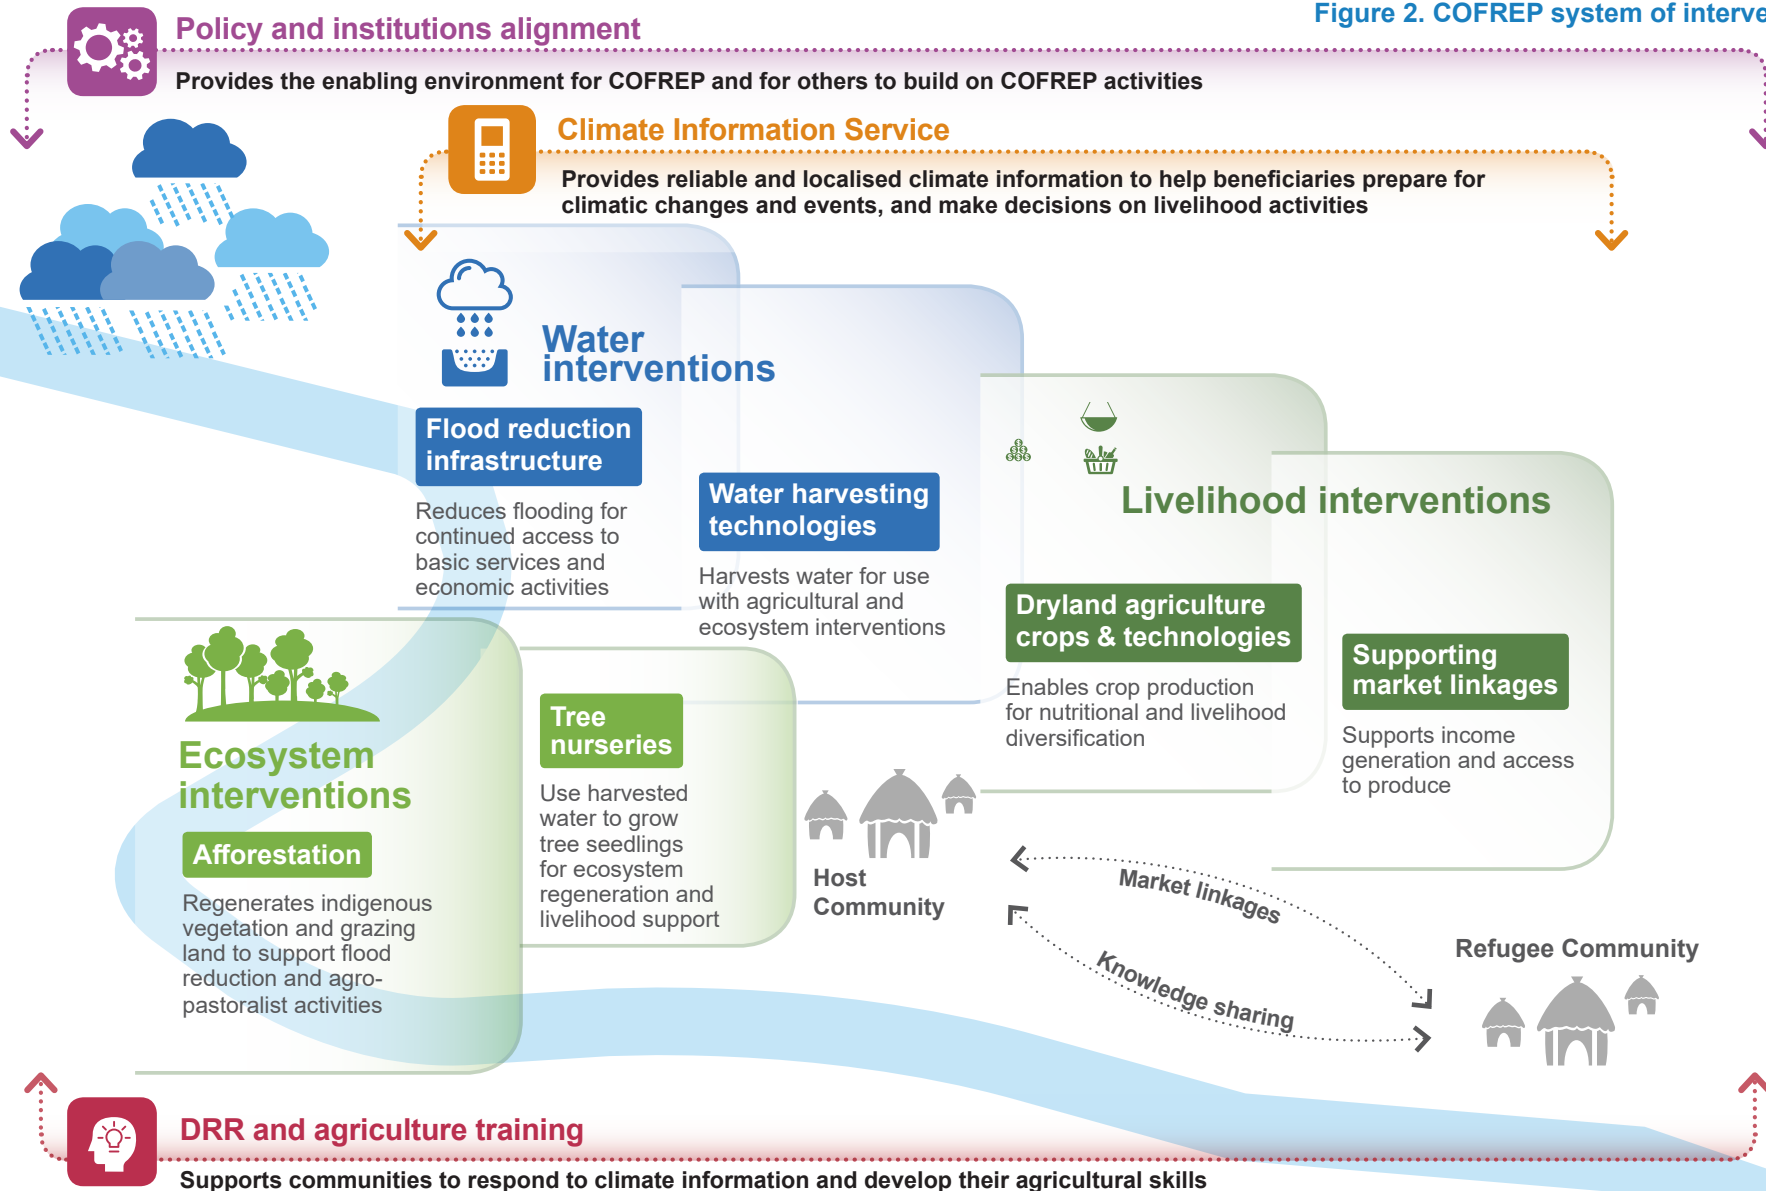 Figure 2. COFREP system of interve
Policy and institutions alignment
Provides the enabling environment for COFREP and for others to build on COFREP activities
Climate Information Service
Provides reliable and localised climate information to help beneficiaries prepare for
climatic changes and events, and make decisions on livelihood activities
Water
interventions
Flood reduction
infrastructure
Reduces flooding for
continued access to
basic services and
economic activities
Water harvesting
technologies
Harvests water for use
with agricultural and
ecosystem interventions
Livelihood interventions
Dryland agriculture
crops & technologies
Enables crop production
for nutritional and livelihood
diversification
Supporting
market linkages
Supports income
generation and access
to produce
Ecosystem
interventions
Afforestation
Regenerates indigenous
vegetation and grazing
land to support flood
reduction and agro-
pastoralist activities
Tree
nurseries
Use harvested
water to grow
tree seedlings
for ecosystem
regeneration and
livelihood support
Host
Community
Market linkages
Knowledge sharing
Refugee Community
DRR and agriculture training
Supports communities to respond to climate information and develop their agricultural skills